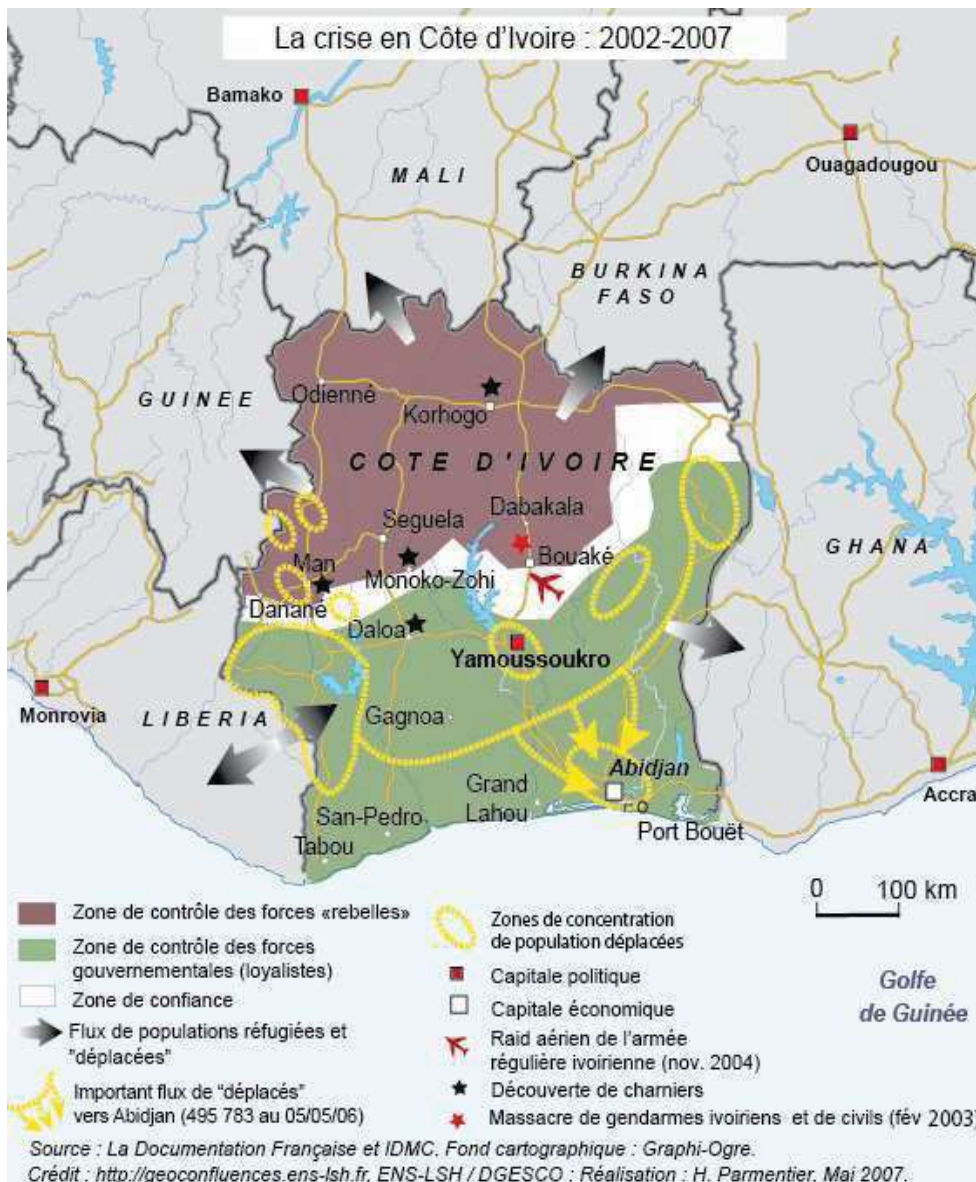 La crise en Côte d'Ivoire : 2002-2007
Bamako
Ouagadougou
MALI
BURKINA
FASO
GUINEE
Odienné
Korhogo
COTE D'IVOIRE
Seguela
Dabakala
Bouaké
GHANA
Man
Monoko-Zohi
Danané
Daloa
Yamoussoukro
Monrovia
LIBERIA
Gagnoa
Abidjan
Accra
Grand
Lahou
San-Pedro
Port Bouët
Tabou
0 100 km
Zone de contrôle des forces «rebelles»
Zone de contrôle des forces
gouvernementales (loyalistes)
Zone de confiance
Flux de populations réfugiées et
"déplacées"
Important flux de "déplacés"
vers Abidjan (495 783 au 05/05/06)
Zones de concentration
de population déplacées
Capitale politique
Capitale économique
Raid aérien de l'armée
régulière ivoirienne (nov. 2004)
Découverte de charniers
Massacre de gendarmes ivoiriens et de civils (fév 2003)
Golfe
de Guinée
Source : La Documentation Française et IDMC. Fond cartographique : Graphi-Ogre.
Crédit : http://geoconfluences.ens-lsh.fr, ENS-LSH / DGESCO ; Réalisation : H. Parmentier, Mai 2007.